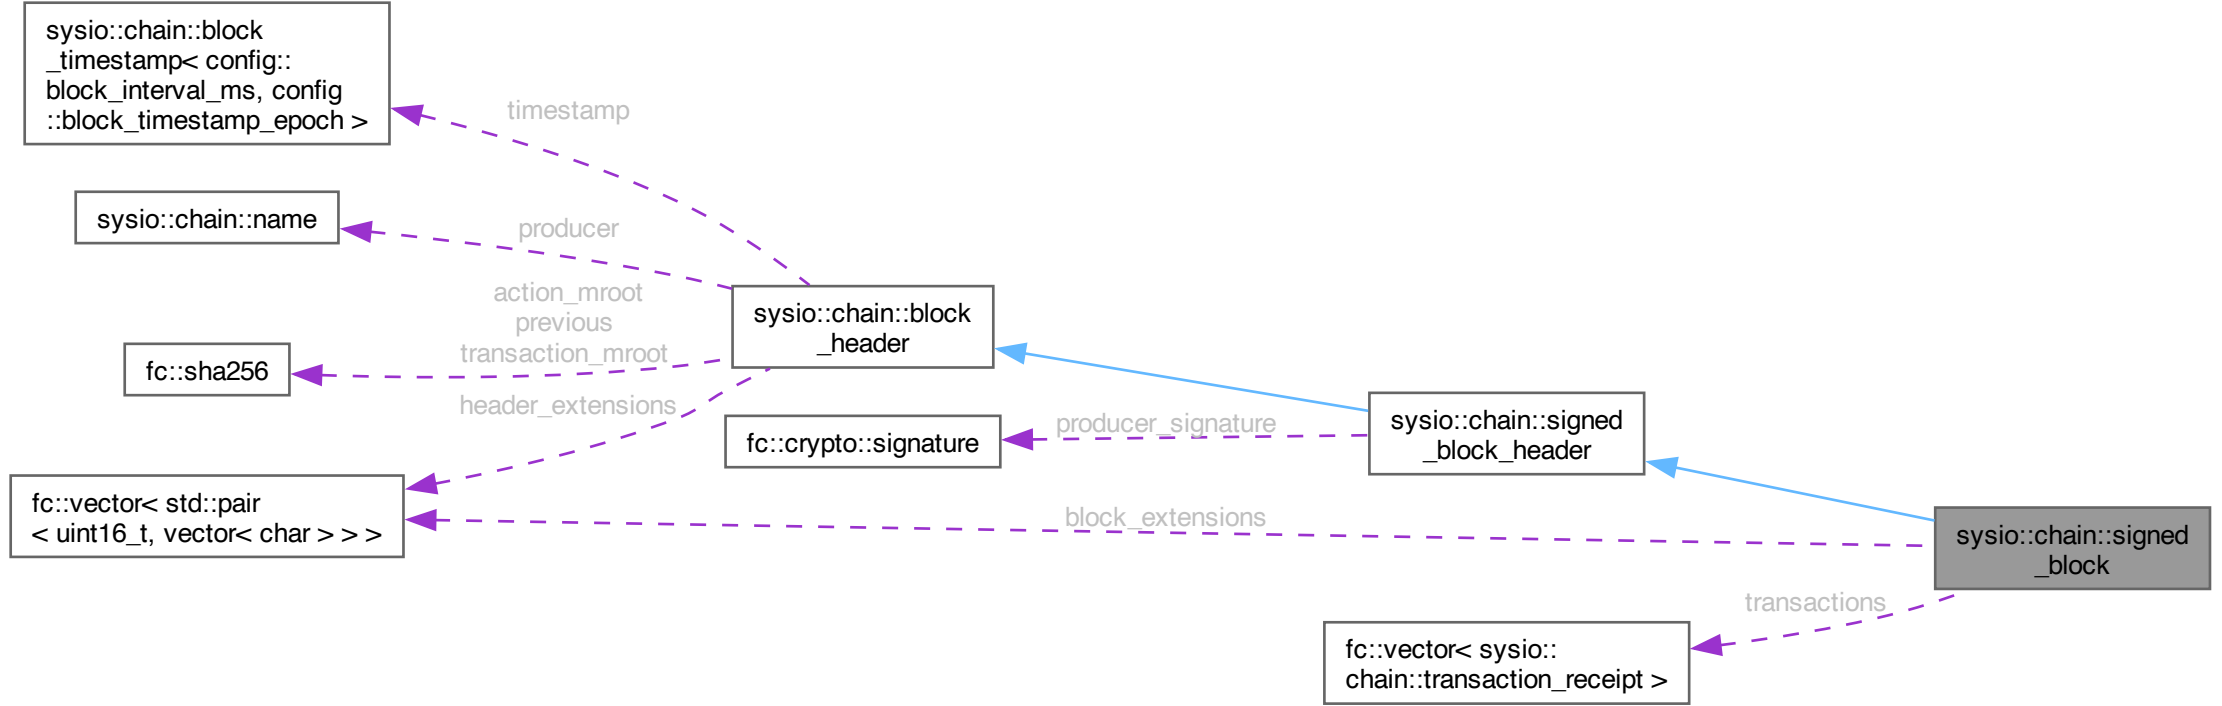 sysio::chain::block
_timestamp< config::
block_interval_ms, config
::block_timestamp_epoch >
timestamp
sysio::chain::name
producer
action_mroot
previous
transaction_mroot
sysio::chain::block
_header
fc::sha256
header_extensions
fc::crypto::signature
producer_signature
sysio::chain::signed
_block_header
fc::vector< std::pair
< uint16_t, vector< char > > >
block_extensions
sysio::chain::signed
_block
transactions
fc::vector< sysio::
chain::transaction_receipt >